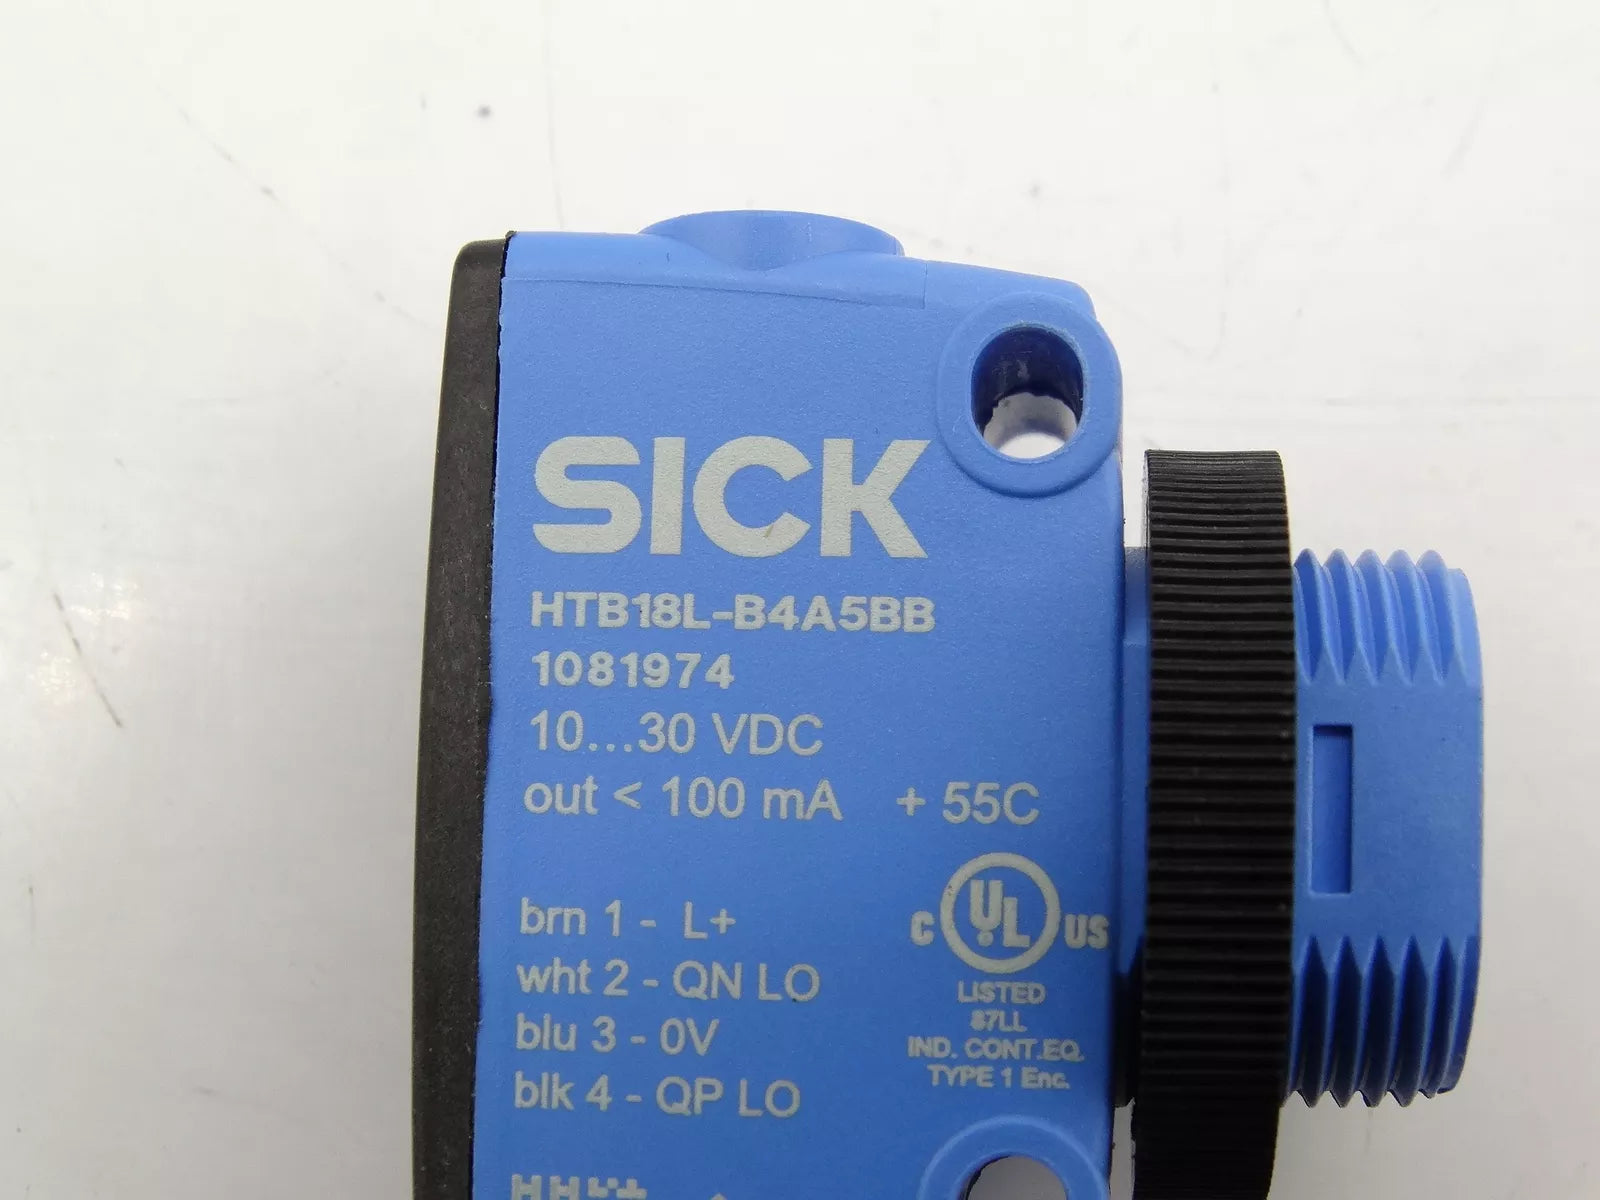 SICK
HTB18L-B4A5BB
1081974
10...30 VDC
out < 100 mA + 55C
brn 1 - L+
wht 2 - QN LO
blu 3 - 0V
blk 4 - QP LO
C UL US
LISTED
87LL
IND. CONT.EQ.
TYPE 1 Enc.